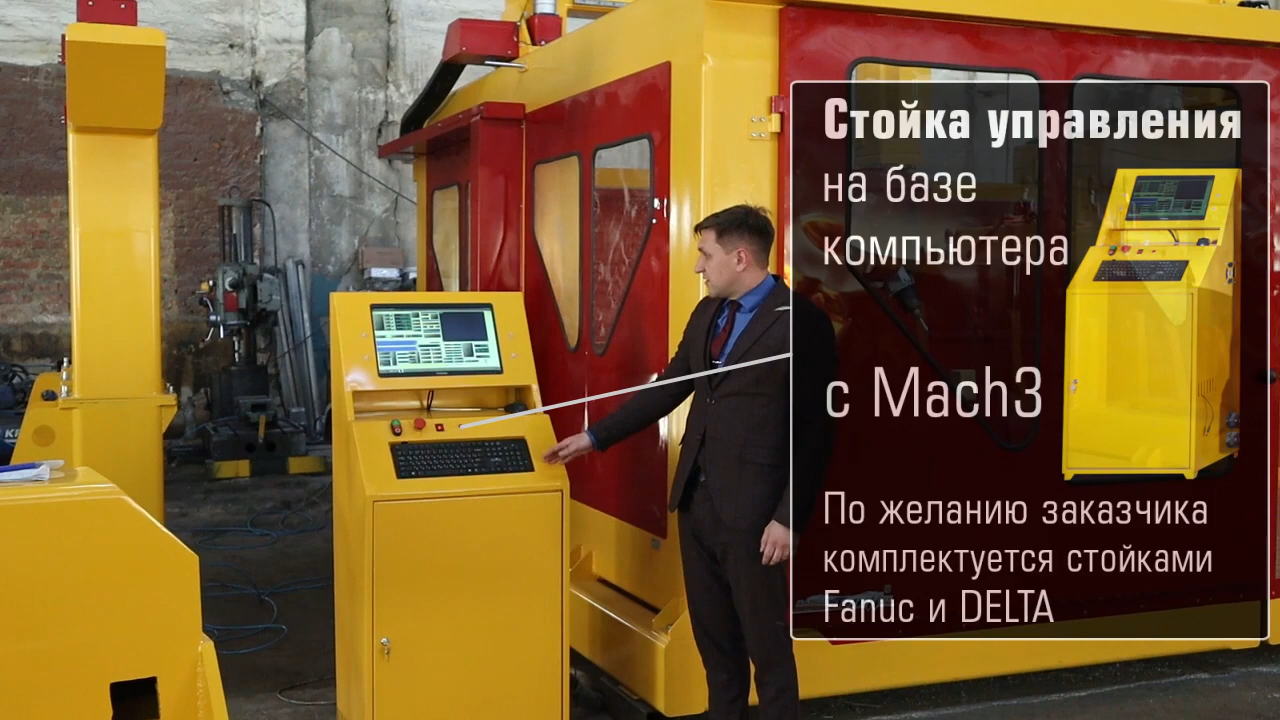 Стойка управления
на базе
компьютера
с Mach3
По желанию заказчика
комплектуется стойками
Fanuc и DELTA